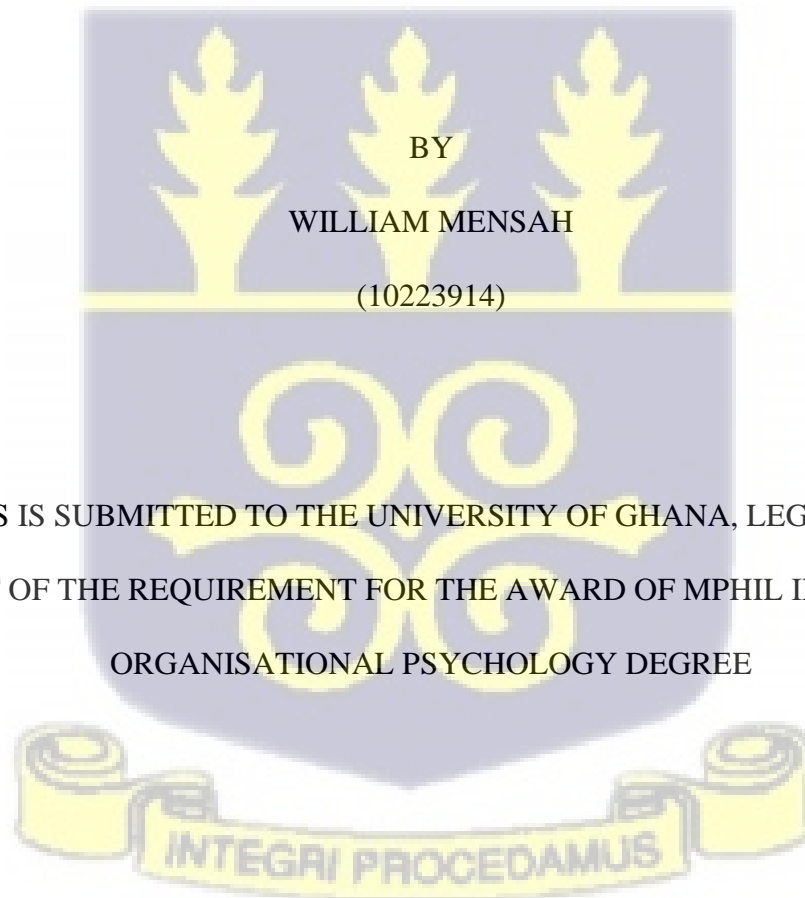 BY
WILLIAM MENSAH
(10223914)
IS SUBMITTED TO THE UNIVERSITY OF GHANA,
OF THE REQUIREMENT FOR THE AWARD OF MPHIL
ORGANISATIONAL PSYCHOLOGY DEGREE
INTEGRI PROCEDAMUS